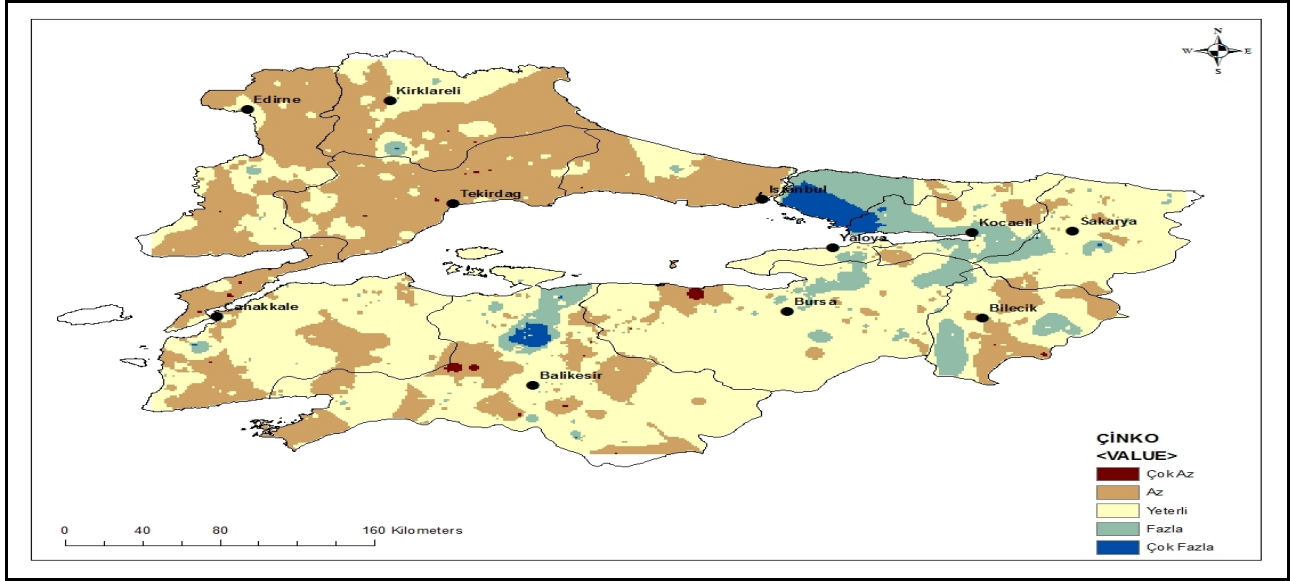 N
W E
S
Kirklareli
Edirne
Tekirdag
Istanbul
Kocaeli
Sakarya
Yalova
Çanakkale
Bursa
Bilecik
Balikesir
ÇİNKO
<VALUE>
Çok Az
Az
Yeterli
Fazla
Çok Fazla
0 40 80 160 Kilometers